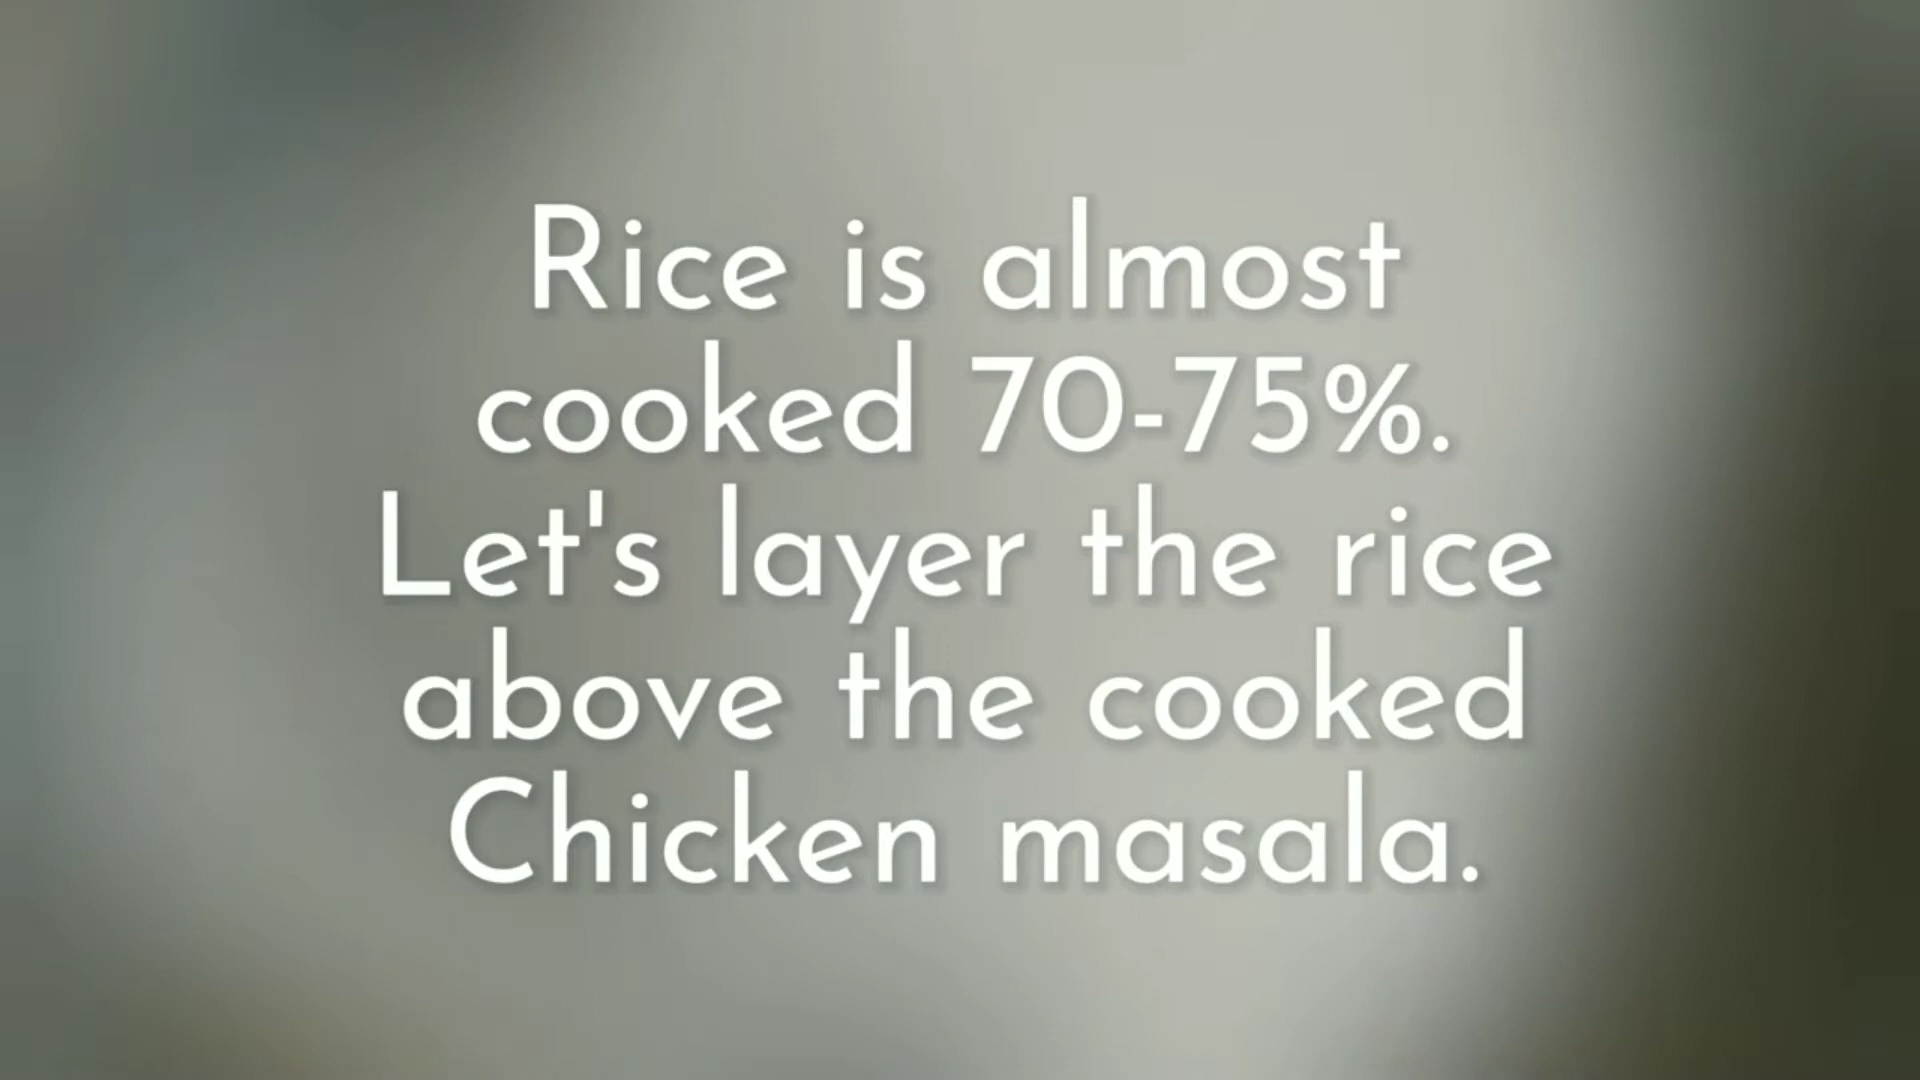 Rice is almost
cooked 70-75%.
Let's layer the rice
above the cooked
Chicken masala.